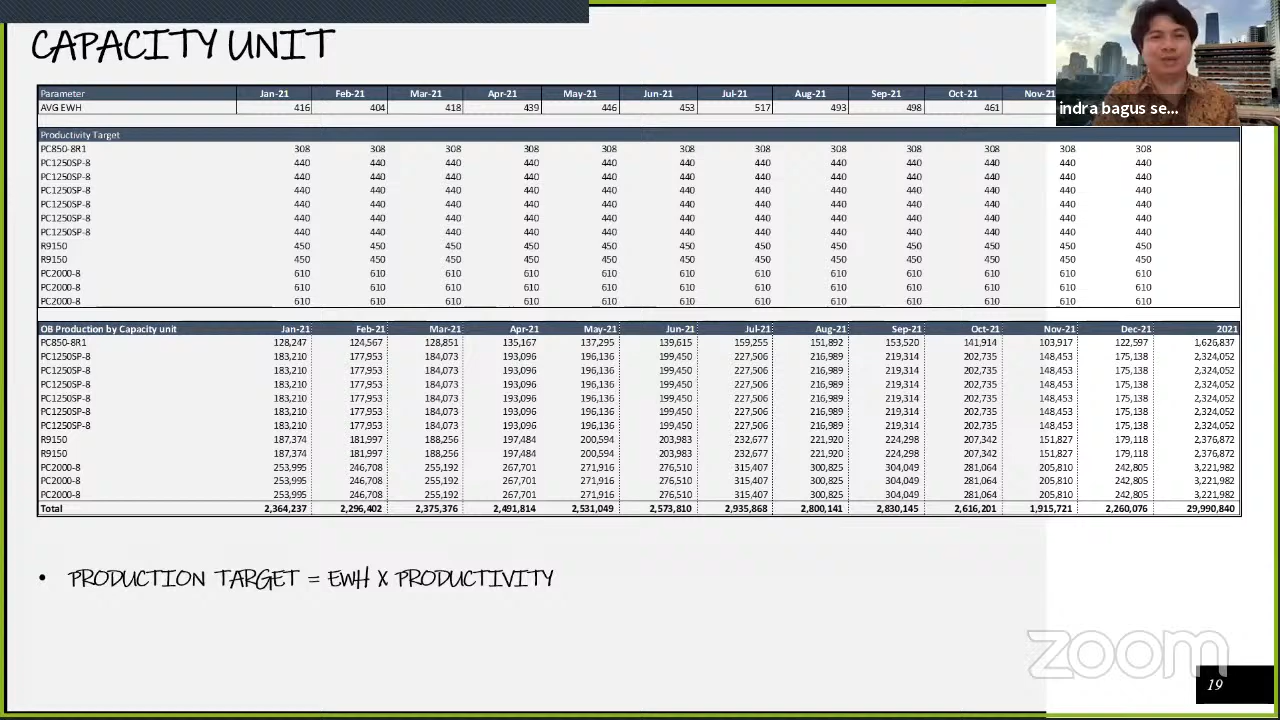 CAPACITY UNIT
Parameter Jan-21 Feb-21 Mar-21 Apr-21 May-21 Jun-21 Jul-21 Aug-21 Sep-21 Oct-21 Nov-21
AVG EWH 416 404 418 439 446 453 517 493 498 461
indra bagus se...
Productivity Target
PC850-8R1 308 308 308 308 308 308 308 308 308 308 308 308
PC1250SP-8 440 440 440 440 440 440 440 440 440 440 440 440
PC1250SP-8 440 440 440 440 440 440 440 440 440 440 440 440
PC1250SP-8 440 440 440 440 440 440 440 440 440 440 440 440
PC1250SP-8 440 440 440 440 440 440 440 440 440 440 440 440
PC1250SP-8 440 440 440 440 440 440 440 440 440 440 440 440
PC1250SP-8 440 440 440 440 440 440 440 440 440 440 440 440
R9150 450 450 450 450 450 450 450 450 450 450 450 450
R9150 450 450 450 450 450 450 450 450 450 450 450 450
PC2000-8 610 610 610 610 610 610 610 610 610 610 610 610
PC2000-8 610 610 610 610 610 610 610 610 610 610 610 610
PC2000-8 610 610 610 610 610 610 610 610 610 610 610 610
OB Production by Capacity unit Jan-21 Feb-21 Mar-21 Apr-21 May-21 Jun-21 Jul-21 Aug-21 Sep-21 Oct-21 Nov-21 Dec-21 2021
PC850-8R1 128,247 124,567 128,851 135,167 137,295 139,615 159,255 151,892 153,520 141,914 103,917 122,597 1,626,837
PC1250SP-8 183,210 177,953 184,073 193,096 196,136 199,450 227,506 216,989 219,314 202,735 148,453 175,138 2,324,052
PC1250SP-8 183,210 177,953 184,073 193,096 196,136 199,450 227,506 216,989 219,314 202,735 148,453 175,138 2,324,052
PC1250SP-8 183,210 177,953 184,073 193,096 196,136 199,450 227,506 216,989 219,314 202,735 148,453 175,138 2,324,052
PC1250SP-8 183,210 177,953 184,073 193,096 196,136 199,450 227,506 216,989 219,314 202,735 148,453 175,138 2,324,052
PC1250SP-8 183,210 177,953 184,073 193,096 196,136 199,450 227,506 216,989 219,314 202,735 148,453 175,138 2,324,052
PC1250SP-8 183,210 177,953 184,073 193,096 196,136 199,450 227,506 216,989 219,314 202,735 148,453 175,138 2,324,052
R9150 187,374 181,997 188,256 197,484 200,594 203,983 232,677 221,920 224,298 207,342 151,827 179,118 2,376,872
R9150 187,374 181,997 188,256 197,484 200,594 203,983 232,677 221,920 224,298 207,342 151,827 179,118 2,376,872
PC2000-8 253,995 246,708 255,192 267,701 271,916 276,510 315,407 300,825 304,049 281,064 205,810 242,805 3,221,982
PC2000-8 253,995 246,708 255,192 267,701 271,916 276,510 315,407 300,825 304,049 281,064 205,810 242,805 3,221,982
PC2000-8 253,995 246,708 255,192 267,701 271,916 276,510 315,407 300,825 304,049 281,064 205,810 242,805 3,221,982
Total 2,364,237 2,296,402 2,375,376 2,491,814 2,531,049 2,573,810 2,935,868 2,800,141 2,830,145 2,616,201 1,915,721 2,260,076 29,990,840
• PRODUCTION TARGET = EWH X PRODUCTIVITY
zoom
19